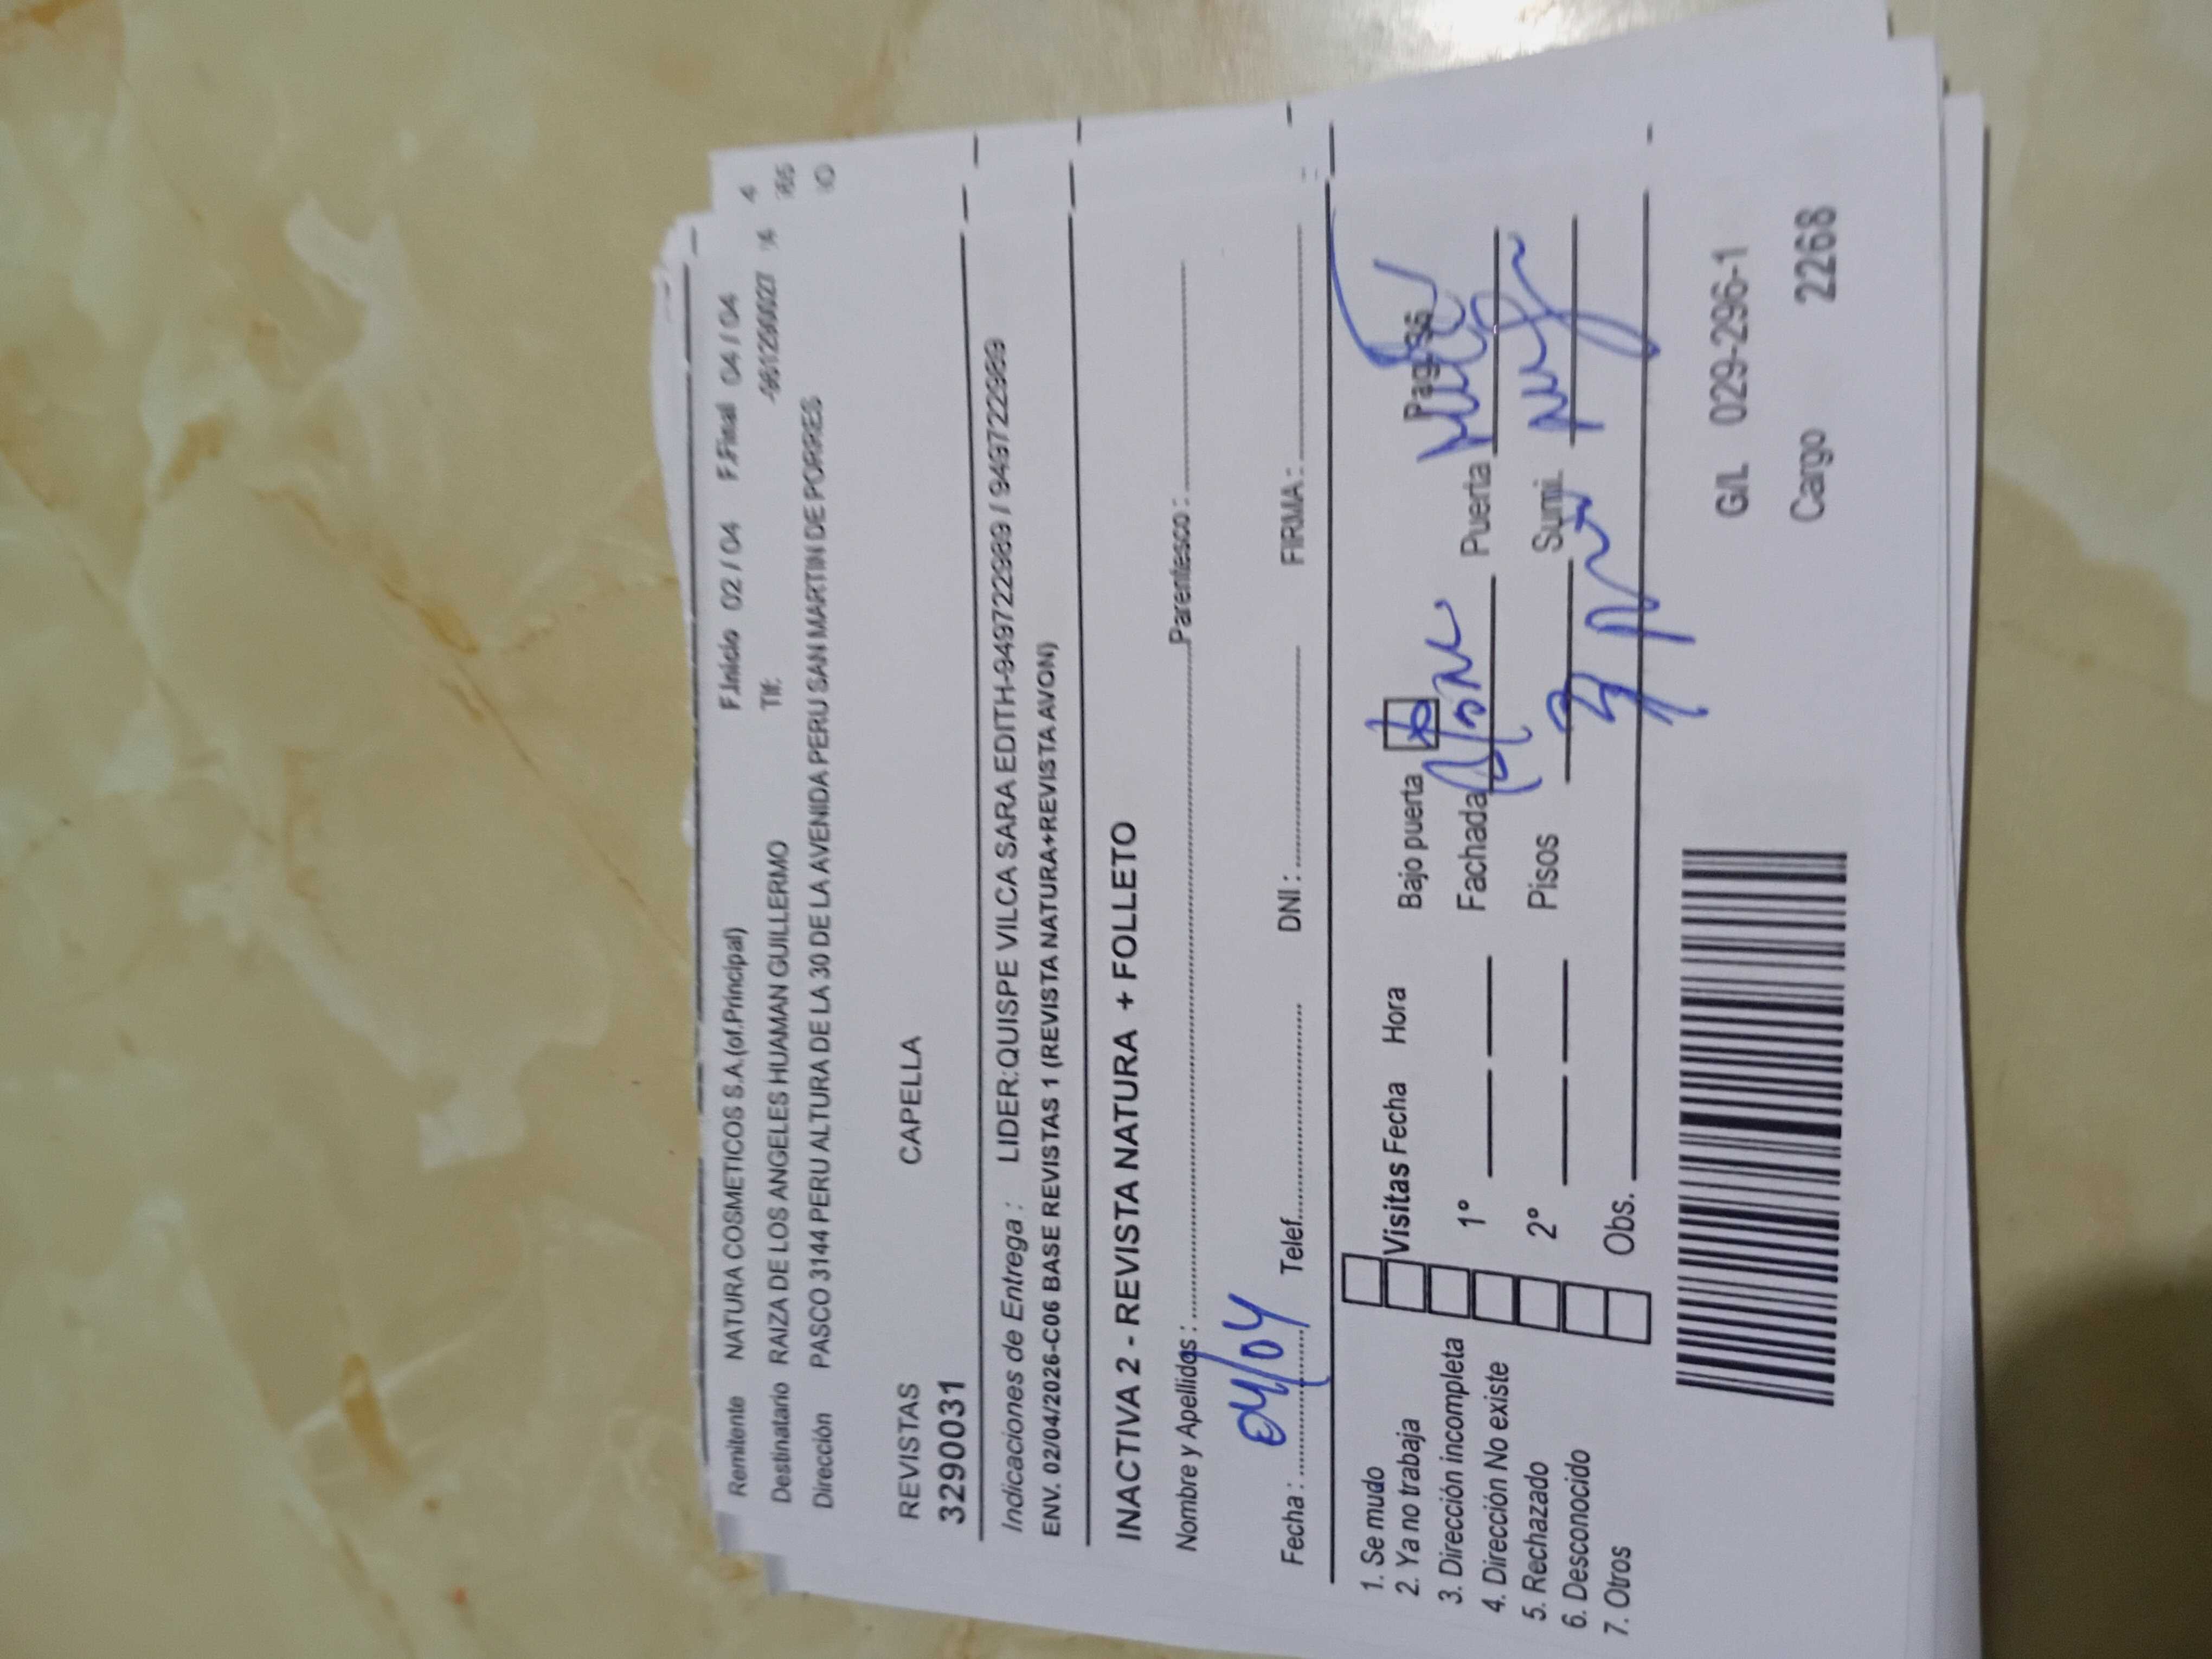 Remitente NATURA COSMETICOS S.A.(of.Principal) F.Inicio 02 / 04 F.Final 04 / 04
Destinatario RAIZA DE LOS ANGELES HUAMAN GUILLERMO Tlf:
Dirección PASCO 3144 PERU ALTURA DE LA 30 DE LA AVENIDA PERU SAN MARTIN DE PORRES
REVISTAS CAPELLA
3290031
Indicaciones de Entrega : LIDER:QUISPE VILCA SARA EDITH-949722989 / 949722989
ENV. 02/04/2026-C06 BASE REVISTAS 1 (REVISTA NATURA+REVISTA AVON)
INACTIVA 2 - REVISTA NATURA + FOLLETO
Nombre y Apellidos : Parentesco :
Fecha : 04/04 Telef. DNI : FIRMA :
1. Se mudo
2. Ya no trabaja
3. Dirección incompleta
4. Dirección No existe
5. Rechazado
6. Desconocido
7. Otros
Visitas Fecha Hora Bajo puerta
1° Fachada Puerta
2° Pisos Sumi.
Obs.
G/L 029-296-1
Cargo 2268